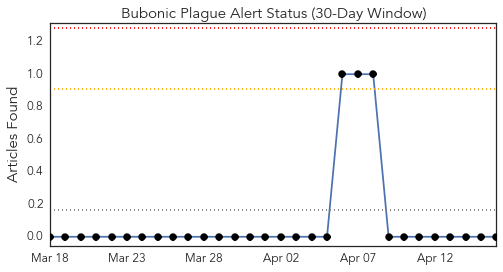 Bubonic Plague Alert Status (30-Day Window)
Articles Found
1.2
1.0
0.8
0.6
0.4
0.2
0.0
Mar 18 Mar 23 Mar 28 Apr 02 Apr 07 Apr 12